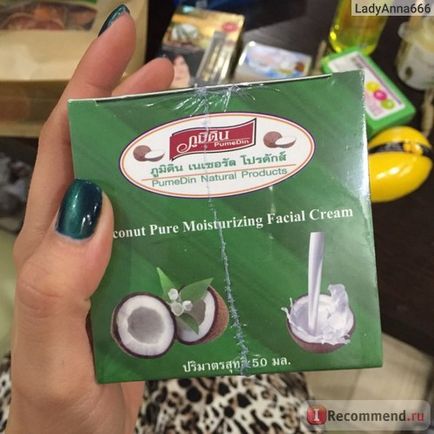 LadyAnna666
ภูมิดิน
PumeDin
ภูมิดิน เนเชอรัล โปรดักส์
PumeDin Natural Products
conut Pure Moisturizing Facial Cream
ปริมาตรสุทธิ 50 มล.
IRecommend.ru